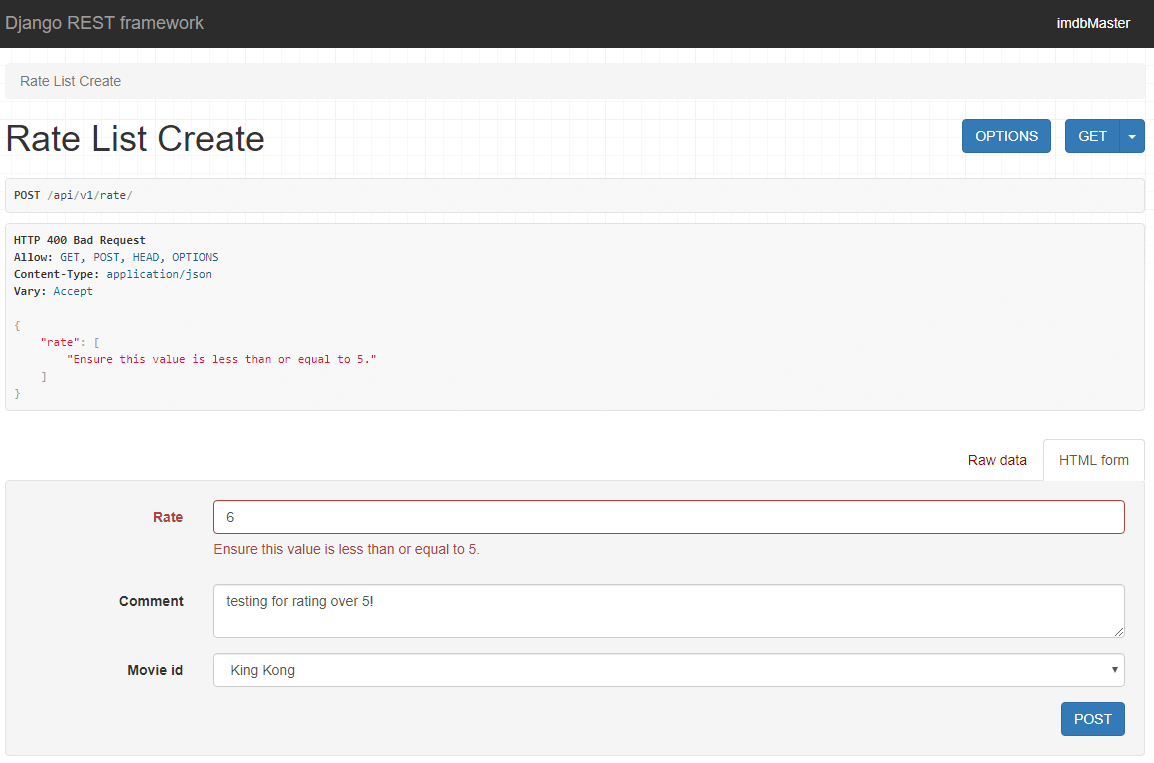 Django REST framework
imdbMaster
Rate List Create
Rate List Create
OPTIONS
GET
POST /api/v1/rate/
HTTP 400 Bad Request
Allow: GET, POST, HEAD, OPTIONS
Content-Type: application/json
Vary: Accept
{
"rate": [
"Ensure this value is less than or equal to 5."
]
}
Raw data
HTML form
Rate
6
Ensure this value is less than or equal to 5.
Comment
testing for rating over 5!
Movie id
King Kong
POST